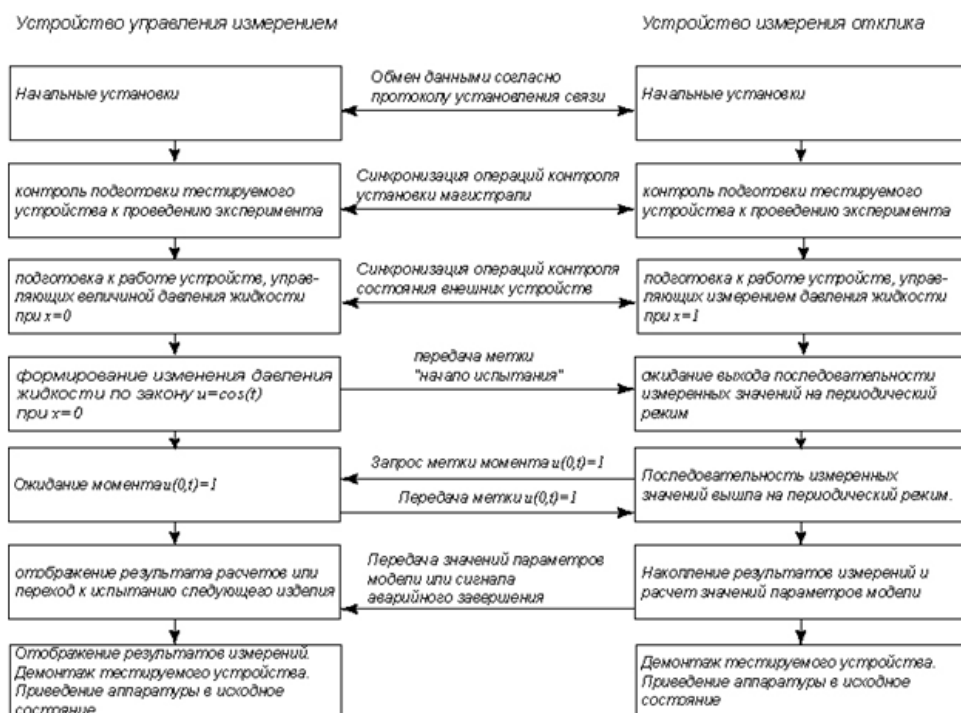 Устройство управления измерением
Устройство измерения отклика
Начальные установки
Обмен данными согласно
протоколу установления связи
Начальные установки
контроль подготовки тестируемого
устройства к проведению эксперимента
Синхронизация операций контроля
установки магистрали
контроль подготовки тестируемого
устройства к проведению эксперимента
подготовка к работе устройств, управ-
ляющих величиной давления жидкости
при x=0
Синхронизация операций контроля
состояния внешних устройств
подготовка к работе устройств, управ-
ляющих измерением давления жидкости
при x=1
формирование изменения давления
жидкости по закону u=cos(t)
при x=0
передача метки
"начало испытания"
ожидание выхода последовательности
измеренных значений на периодический
режим
Ожидание момента u(0,t)=1
Запрос метки момента u(0,t)=1
Передача метки u(0,t)=1
Последовательность измеренных
значений вышла на периодический режим.
отображение результата расчетов или
переход к испытанию следующего изделия
Передача значений параметров
модели или сигнала
аварийного завершения
Накопление результатов измерений и
расчет значений параметров модели
Отображение результатов измерений.
Демонтаж тестируемого устройства.
Приведение аппаратуры в исходное
состояние
Демонтаж тестируемого устройства.
Приведение аппаратуры в исходное
состояние